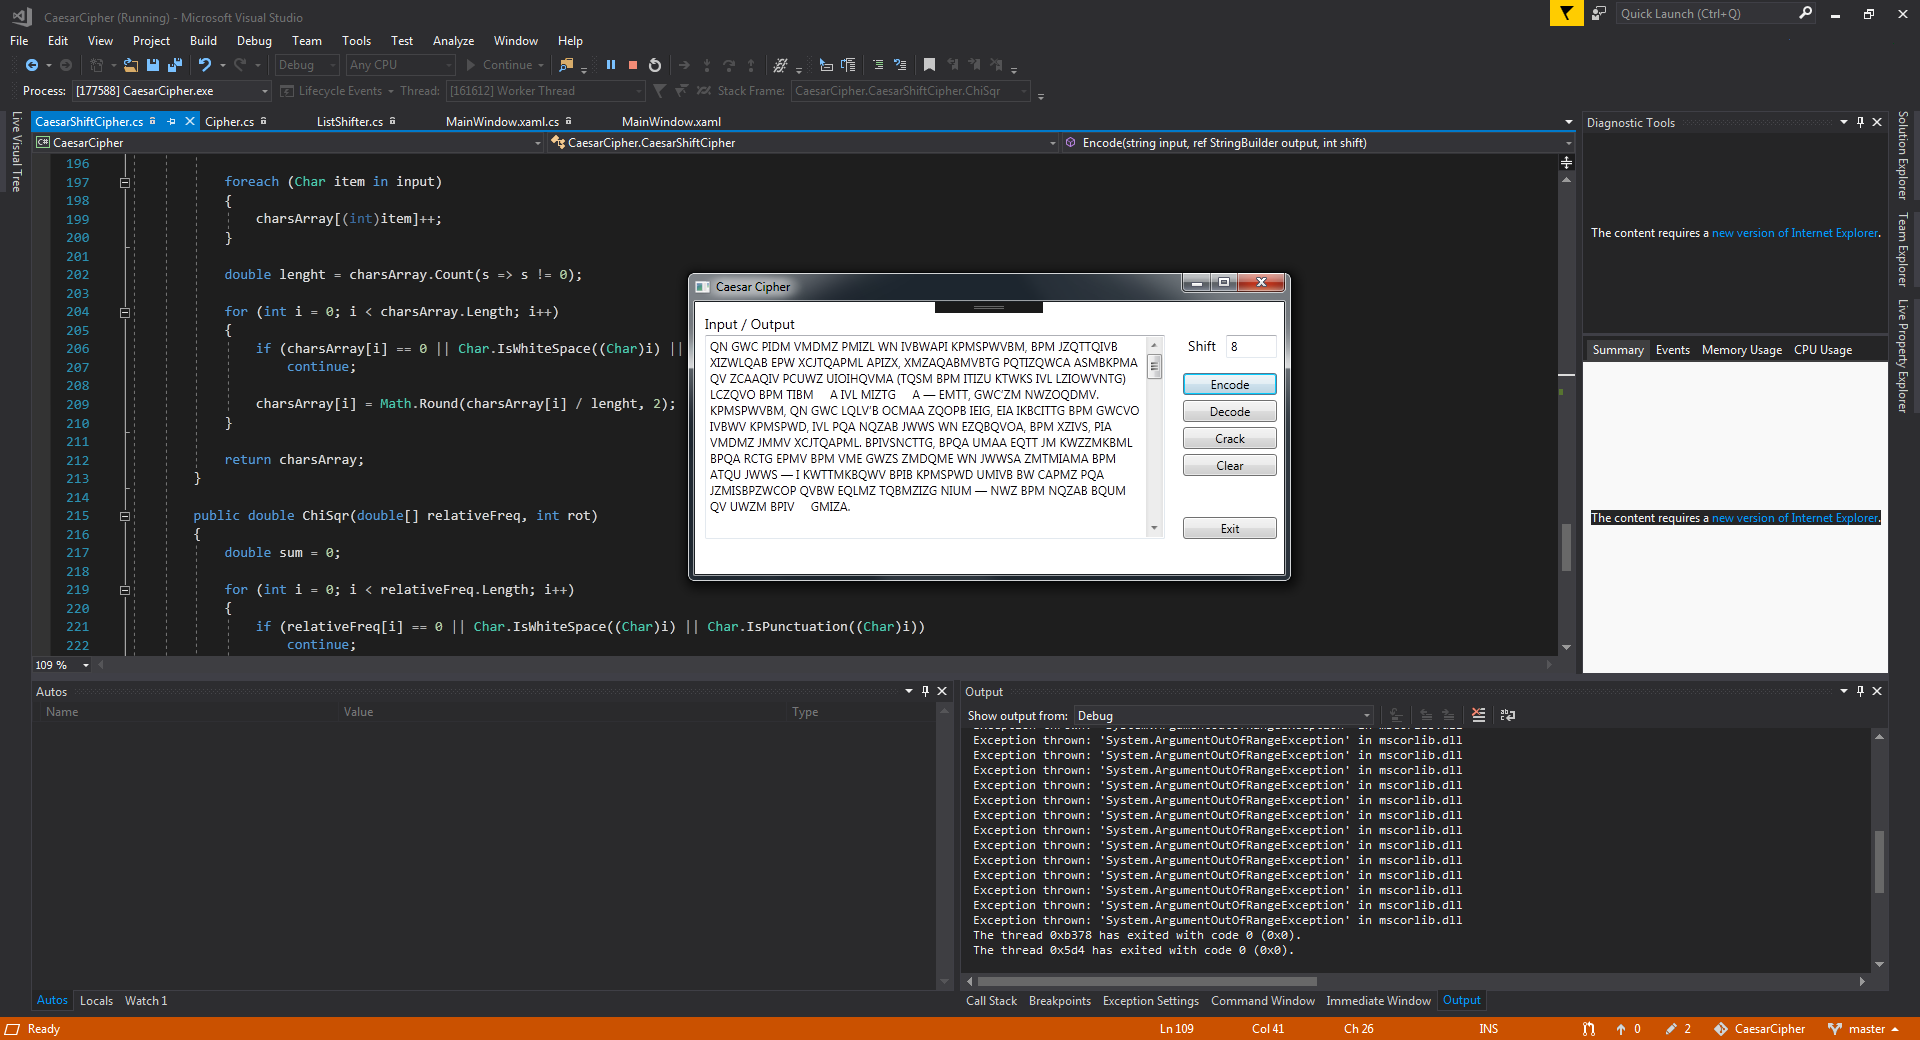 CaesarCipher (Running) - Microsoft Visual Studio
Quick Launch (Ctrl+Q)
File Edit View Project Build Debug Team Tools Test Analyze Window Help
Debug Any CPU Continue
Process: [177588] CaesarCipher.exe Lifecycle Events Thread: [161612] Worker Thread Stack Frame: CaesarCipher.CaesarShiftCipher.ChiSqr
Live Visual Tree
CaesarShiftCipher.cs Cipher.cs ListShifter.cs MainWindow.xaml.cs MainWindow.xaml
C# CaesarCipher CaesarCipher.CaesarShiftCipher Encode(string input, ref StringBuilder output, int shift)
196
197 foreach (Char item in input)
198 {
199 charsArray[(int)item]++;
200 }
201
202 double lenght = charsArray.Count(s => s != 0);
203
204 for (int i = 0; i < charsArray.Length; i++)
205 {
206 if (charsArray[i] == 0 || Char.IsWhiteSpace((Char)i) ||
207 continue;
208
209 charsArray[i] = Math.Round(charsArray[i] / lenght, 2);
210 }
211
212 return charsArray;
213 }
214
215 public double ChiSqr(double[] relativeFreq, int rot)
216 {
217 double sum = 0;
218
219 for (int i = 0; i < relativeFreq.Length; i++)
220 {
221 if (relativeFreq[i] == 0 || Char.IsWhiteSpace((Char)i) || Char.IsPunctuation((Char)i))
222 continue;
109 %
Caesar Cipher
Input / Output
QN GWC PIDM VMDMZ PMIZL WN IVBWAPI KPMSPWVBM, BPM JZQTTQIVB
XIZWLQAB EPW XCJTQAPML APIZX, XMZAQABMVBTG PQTIZQWCA ASMBKPMA
QV ZCAAQIV PCUWZ UIOIHQVMA (TQSM BPM ITIZU KTWKS IVL LZIOWVNTG)
LCZQVO BPM TIBM A IVL MIZTG A — EMTT, GWC'ZM NWZOQDMV.
KPMSPWVBM, QN GWC LQLV'B OCMAA ZQOPB IEIG, EIA IKBCITTG BPM GWCVO
IVBWV KPMSPWD, IVL PQA NQZAB JWWS WN EZQBQVOA, BPM XZIVS, PIA
VMDMZ JMMV XCJTQAPML. BPIVSNCTTG, BPQA UMAA EQTT JM KWZZMKBML
BPQA RCTG EPMV BPM VME GWZS ZMDQME WN JWWSA ZMTMIAMA BPM
ATQU JWWS — I KWTTMKBQWV BPIB KPMSPWD UMIVB BW CAPMZ PQA
JZMISBPZWCOP QVBW EQLMZ TQBMZIZG NIUM — NWZ BPM NQZAB BQUM
QV UWZM BPIV GMIZA.
Shift 8
Encode
Decode
Crack
Clear
Exit
Diagnostic Tools
The content requires a new version of Internet Explorer.
Summary Events Memory Usage CPU Usage
The content requires a new version of Internet Explorer.
Solution Explorer
Team Explorer
Live Property Explorer
Autos
Name Value Type
Autos Locals Watch 1
Output
Show output from: Debug
Exception thrown: 'System.ArgumentOutOfRangeException' in mscorlib.dll
Exception thrown: 'System.ArgumentOutOfRangeException' in mscorlib.dll
Exception thrown: 'System.ArgumentOutOfRangeException' in mscorlib.dll
Exception thrown: 'System.ArgumentOutOfRangeException' in mscorlib.dll
Exception thrown: 'System.ArgumentOutOfRangeException' in mscorlib.dll
Exception thrown: 'System.ArgumentOutOfRangeException' in mscorlib.dll
Exception thrown: 'System.ArgumentOutOfRangeException' in mscorlib.dll
Exception thrown: 'System.ArgumentOutOfRangeException' in mscorlib.dll
Exception thrown: 'System.ArgumentOutOfRangeException' in mscorlib.dll
Exception thrown: 'System.ArgumentOutOfRangeException' in mscorlib.dll
Exception thrown: 'System.ArgumentOutOfRangeException' in mscorlib.dll
Exception thrown: 'System.ArgumentOutOfRangeException' in mscorlib.dll
Exception thrown: 'System.ArgumentOutOfRangeException' in mscorlib.dll
Exception thrown: 'System.ArgumentOutOfRangeException' in mscorlib.dll
The thread 0xb378 has exited with code 0 (0x0).
The thread 0x5d4 has exited with code 0 (0x0).
Call Stack Breakpoints Exception Settings Command Window Immediate Window Output
Ready Ln 109 Col 41 Ch 26 INS 0 2 CaesarCipher master